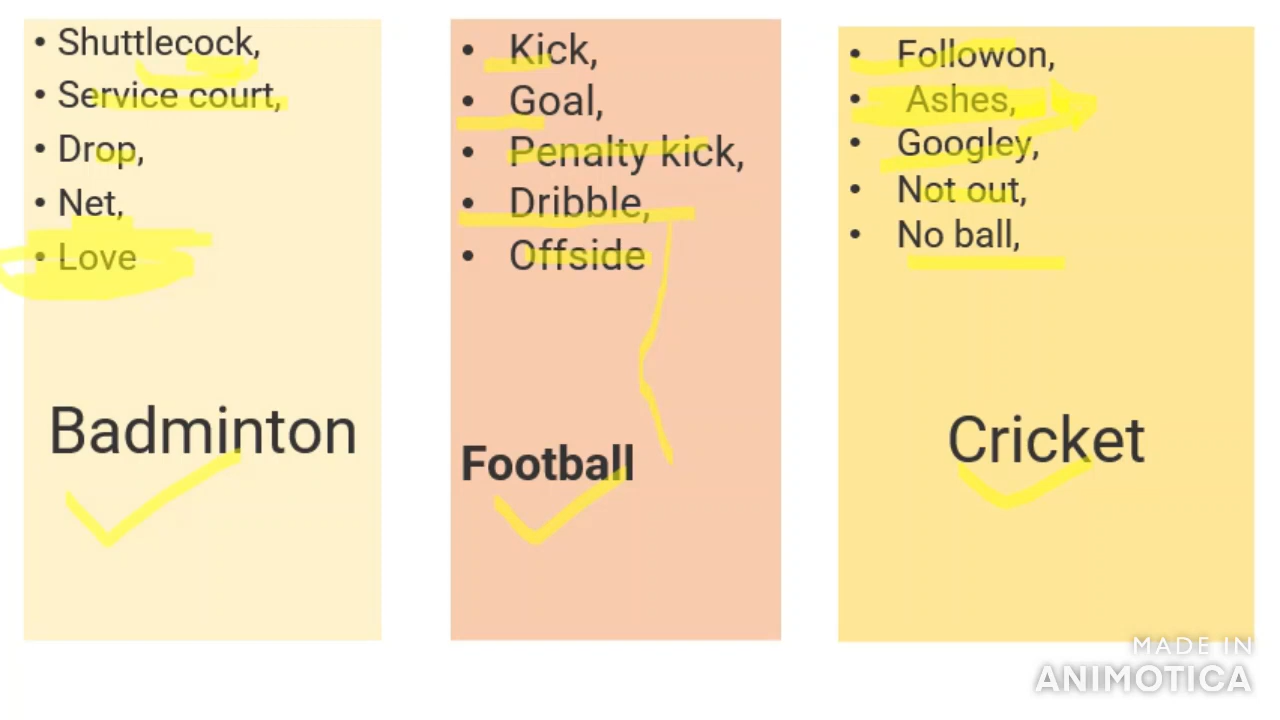 • Shuttlecock,
• Service court,
• Drop,
• Net,
• Love
Badminton
• Kick,
• Goal,
• Penalty kick,
• Dribble,
• Offside
Football
• Followon,
• Ashes,
• Googley,
• Not out,
• No ball,
Cricket
MADE IN
ANIMOTICA